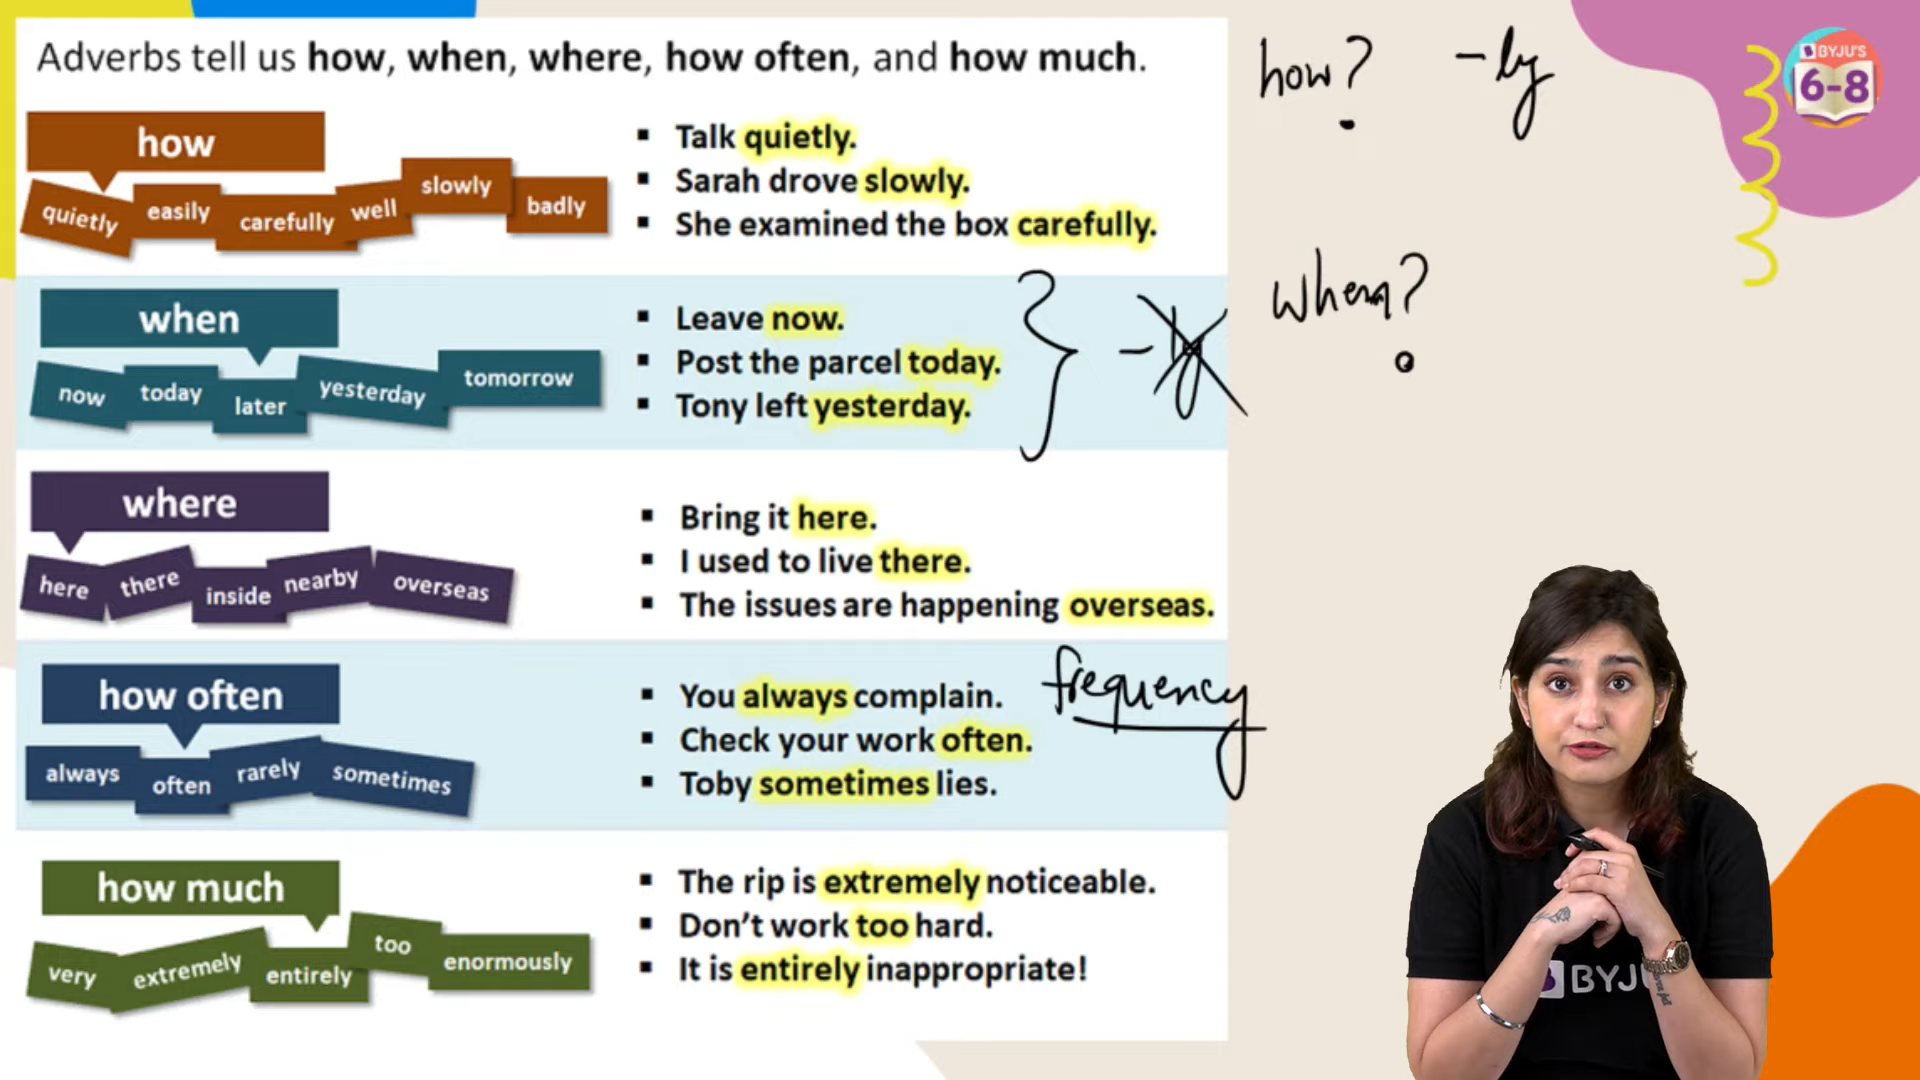 Adverbs tell us how, when, where, how often, and how much.
how? -ly
BYJU'S
6-8
how
quietly easily carefully well slowly badly
▪ Talk quietly.
▪ Sarah drove slowly.
▪ She examined the box carefully.
when
now today later yesterday tomorrow
▪ Leave now.
▪ Post the parcel today.
▪ Tony left yesterday.
-ly
when?
where
here there inside nearby overseas
▪ Bring it here.
▪ I used to live there.
▪ The issues are happening overseas.
how often
always often rarely sometimes
▪ You always complain.
▪ Check your work often.
▪ Toby sometimes lies.
frequency
how much
very extremely entirely too enormously
▪ The rip is extremely noticeable.
▪ Don't work too hard.
▪ It is entirely inappropriate!
BYJU